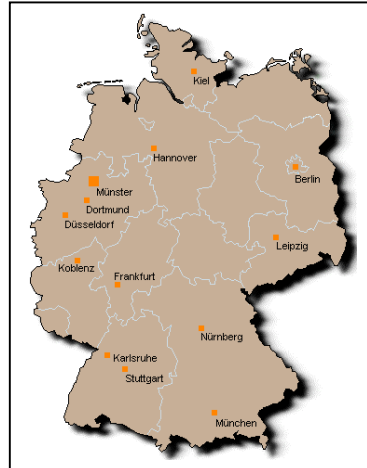 Kiel
Hannover
Berlin
Münster
Dortmund
Düsseldorf
Leipzig
Koblenz
Frankfurt
Nürnberg
Karlsruhe
Stuttgart
München